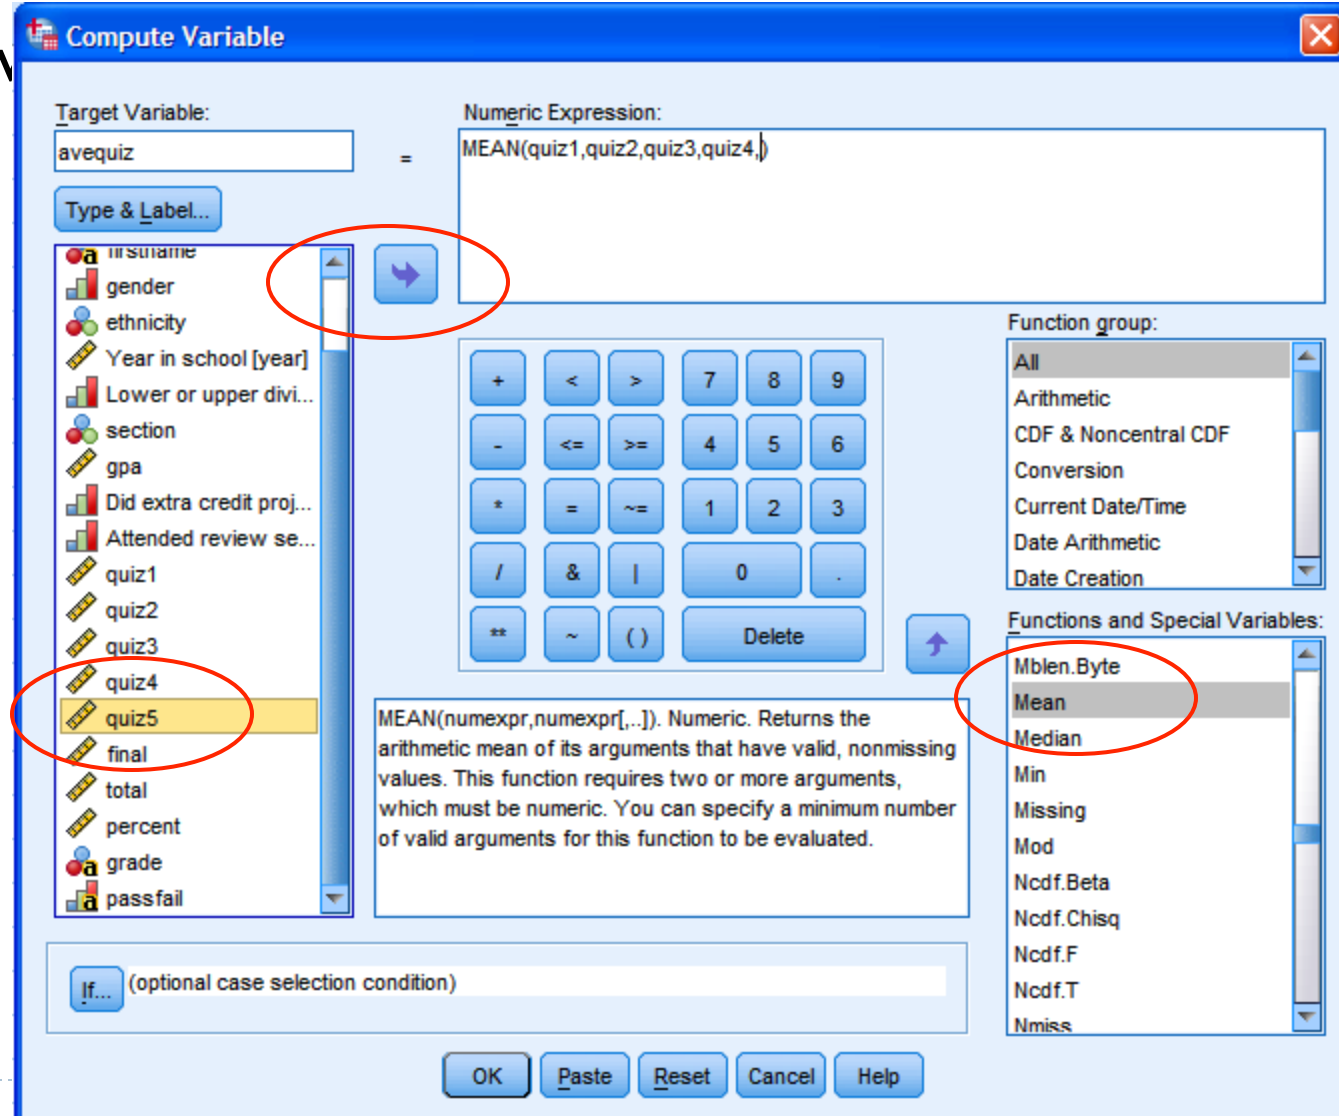 Compute Variable
Target Variable:
avequiz
=
Type & Label...
Numeric Expression:
MEAN(quiz1,quiz2,quiz3,quiz4,)
firstname
gender
ethnicity
Year in school [year]
Lower or upper divi...
section
gpa
Did extra credit proj...
Attended review se...
quiz1
quiz2
quiz3
quiz4
quiz5
final
total
percent
grade
passfail
+ < > 7 8 9
- <= >= 4 5 6
* = ~= 1 2 3
/ & | 0 .
** ~ ( ) Delete
Function group:
All
Arithmetic
CDF & Noncentral CDF
Conversion
Current Date/Time
Date Arithmetic
Date Creation
Functions and Special Variables:
Mblen.Byte
Mean
Median
Min
Missing
Mod
Ncdf.Beta
Ncdf.Chisq
Ncdf.F
Ncdf.T
Nmiss
MEAN(numexpr,numexpr[,..]). Numeric. Returns the
arithmetic mean of its arguments that have valid, nonmissing
values. This function requires two or more arguments,
which must be numeric. You can specify a minimum number
of valid arguments for this function to be evaluated.
If... (optional case selection condition)
OK Paste Reset Cancel Help